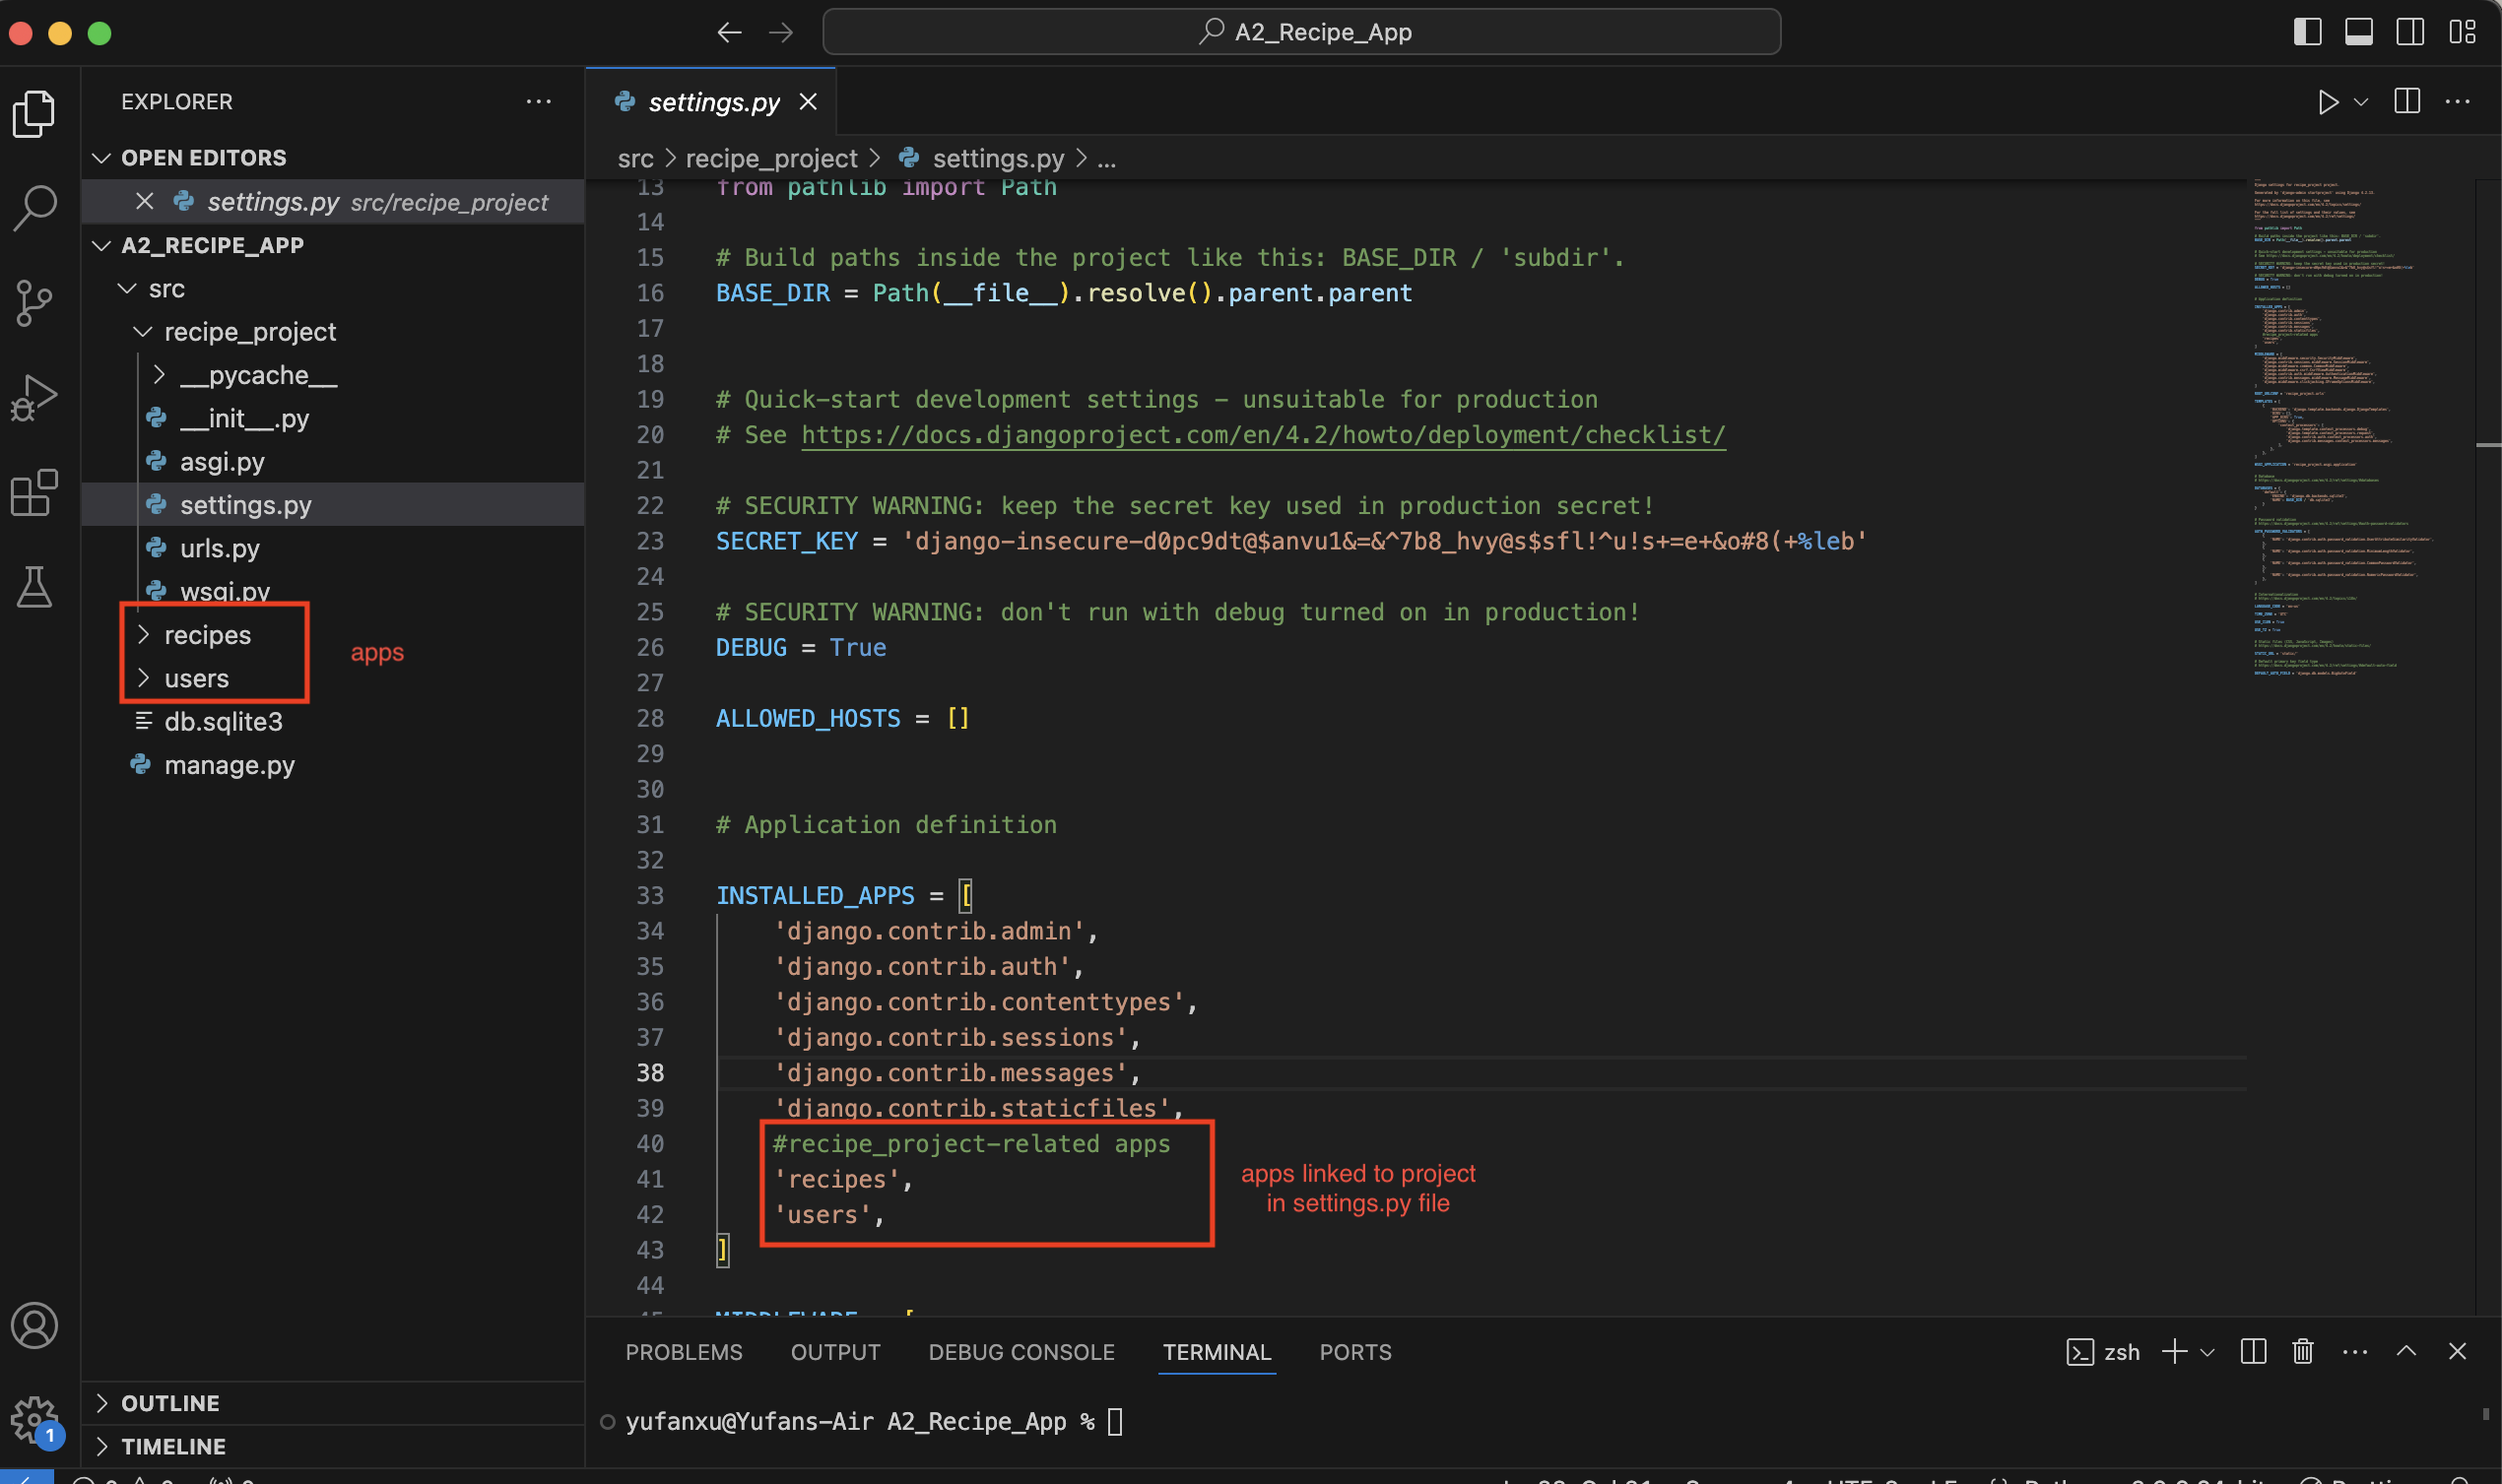 A2_Recipe_App
EXPLORER
OPEN EDITORS
settings.py src/recipe_project
A2_RECIPE_APP
src
recipe_project
__pycache__
__init__.py
asgi.py
settings.py
urls.py
wsgi.py
recipes
users
apps
db.sqlite3
manage.py
OUTLINE
TIMELINE
1
settings.py
src > recipe_project > settings.py > ...
13 from pathlib import Path
14
15 # Build paths inside the project like this: BASE_DIR / 'subdir'.
16 BASE_DIR = Path(__file__).resolve().parent.parent
17
18
19 # Quick-start development settings - unsuitable for production
20 # See https://docs.djangoproject.com/en/4.2/howto/deployment/checklist/
21
22 # SECURITY WARNING: keep the secret key used in production secret!
23 SECRET_KEY = 'django-insecure-d0pc9dt@$anvu1&=&^7b8_hvy@s$sfl!^u!s+=e+&o#8(+%leb'
24
25 # SECURITY WARNING: don't run with debug turned on in production!
26 DEBUG = True
27
28 ALLOWED_HOSTS = []
29
30
31 # Application definition
32
33 INSTALLED_APPS = [
34 'django.contrib.admin',
35 'django.contrib.auth',
36 'django.contrib.contenttypes',
37 'django.contrib.sessions',
38 'django.contrib.messages',
39 'django.contrib.staticfiles',
40 #recipe_project-related apps
41 'recipes',
42 'users',
43 ]
44
apps linked to project
in settings.py file
PROBLEMS OUTPUT DEBUG CONSOLE TERMINAL PORTS
zsh
yufanxu@Yufans-Air A2_Recipe_App %